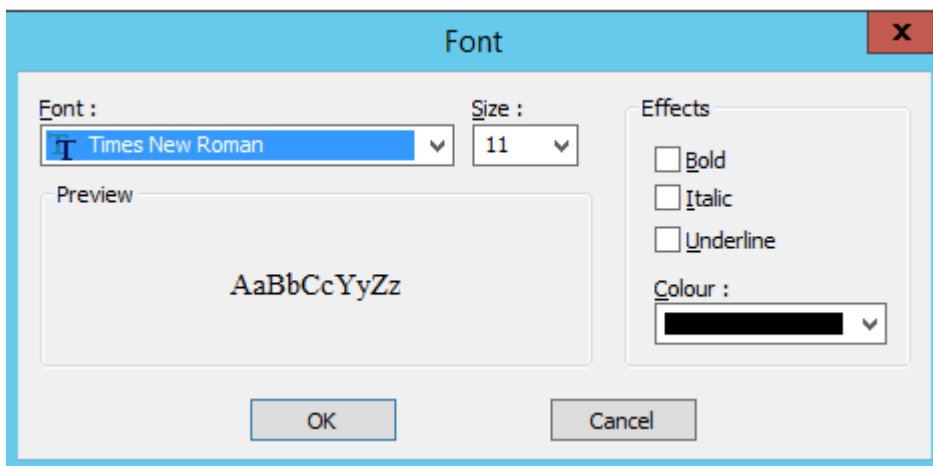 Font
x
Font :
Size :
Effects
Times New Roman
11
Bold
Preview
Italic
Underline
AaBbCcYyZz
Colour :
OK
Cancel